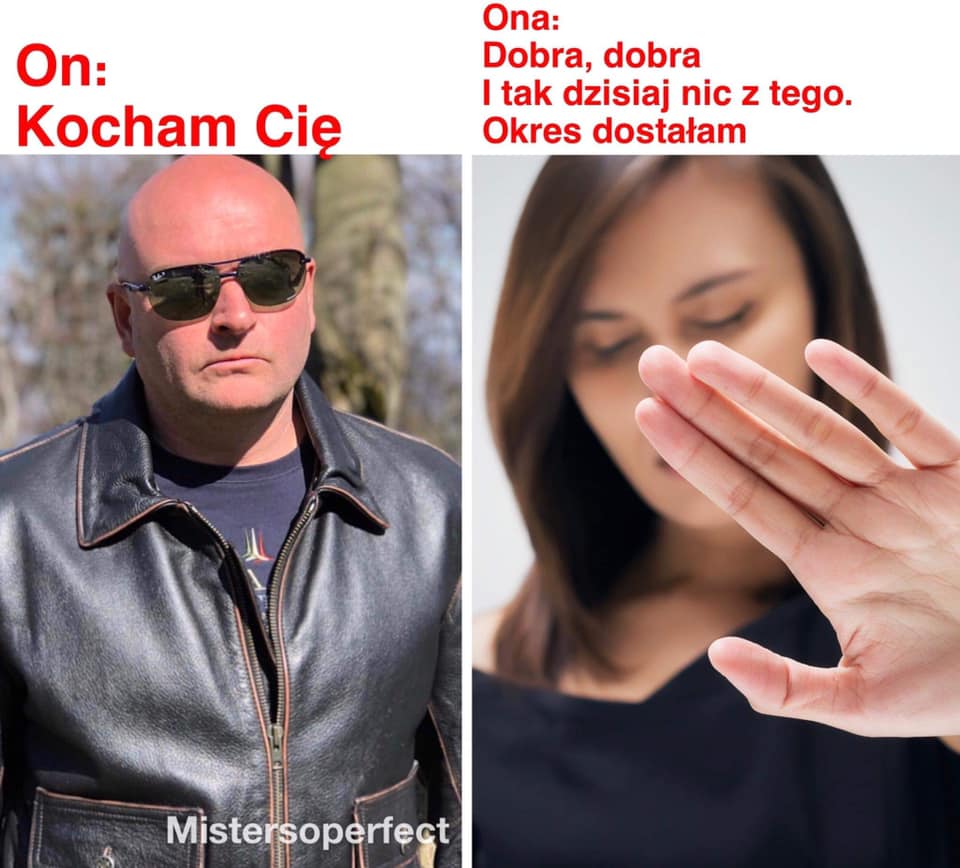 On:
Kocham Cię
Ona:
Dobra, dobra
I tak dzisiaj nic z tego.
Okres dostałam
Mistersoperfect